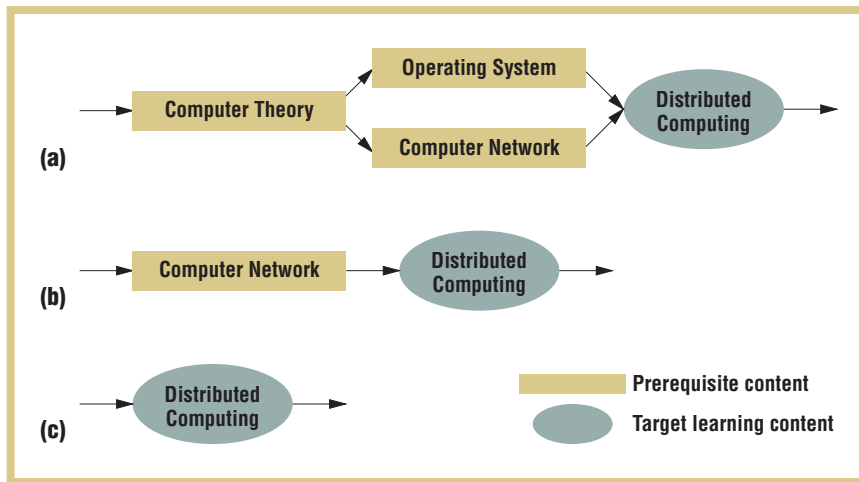 Operating System
Computer Theory
Distributed
Computing
Computer Network
(a)
Computer Network
Distributed
Computing
(b)
Distributed
Computing
(c)
Prerequisite content
Target learning content